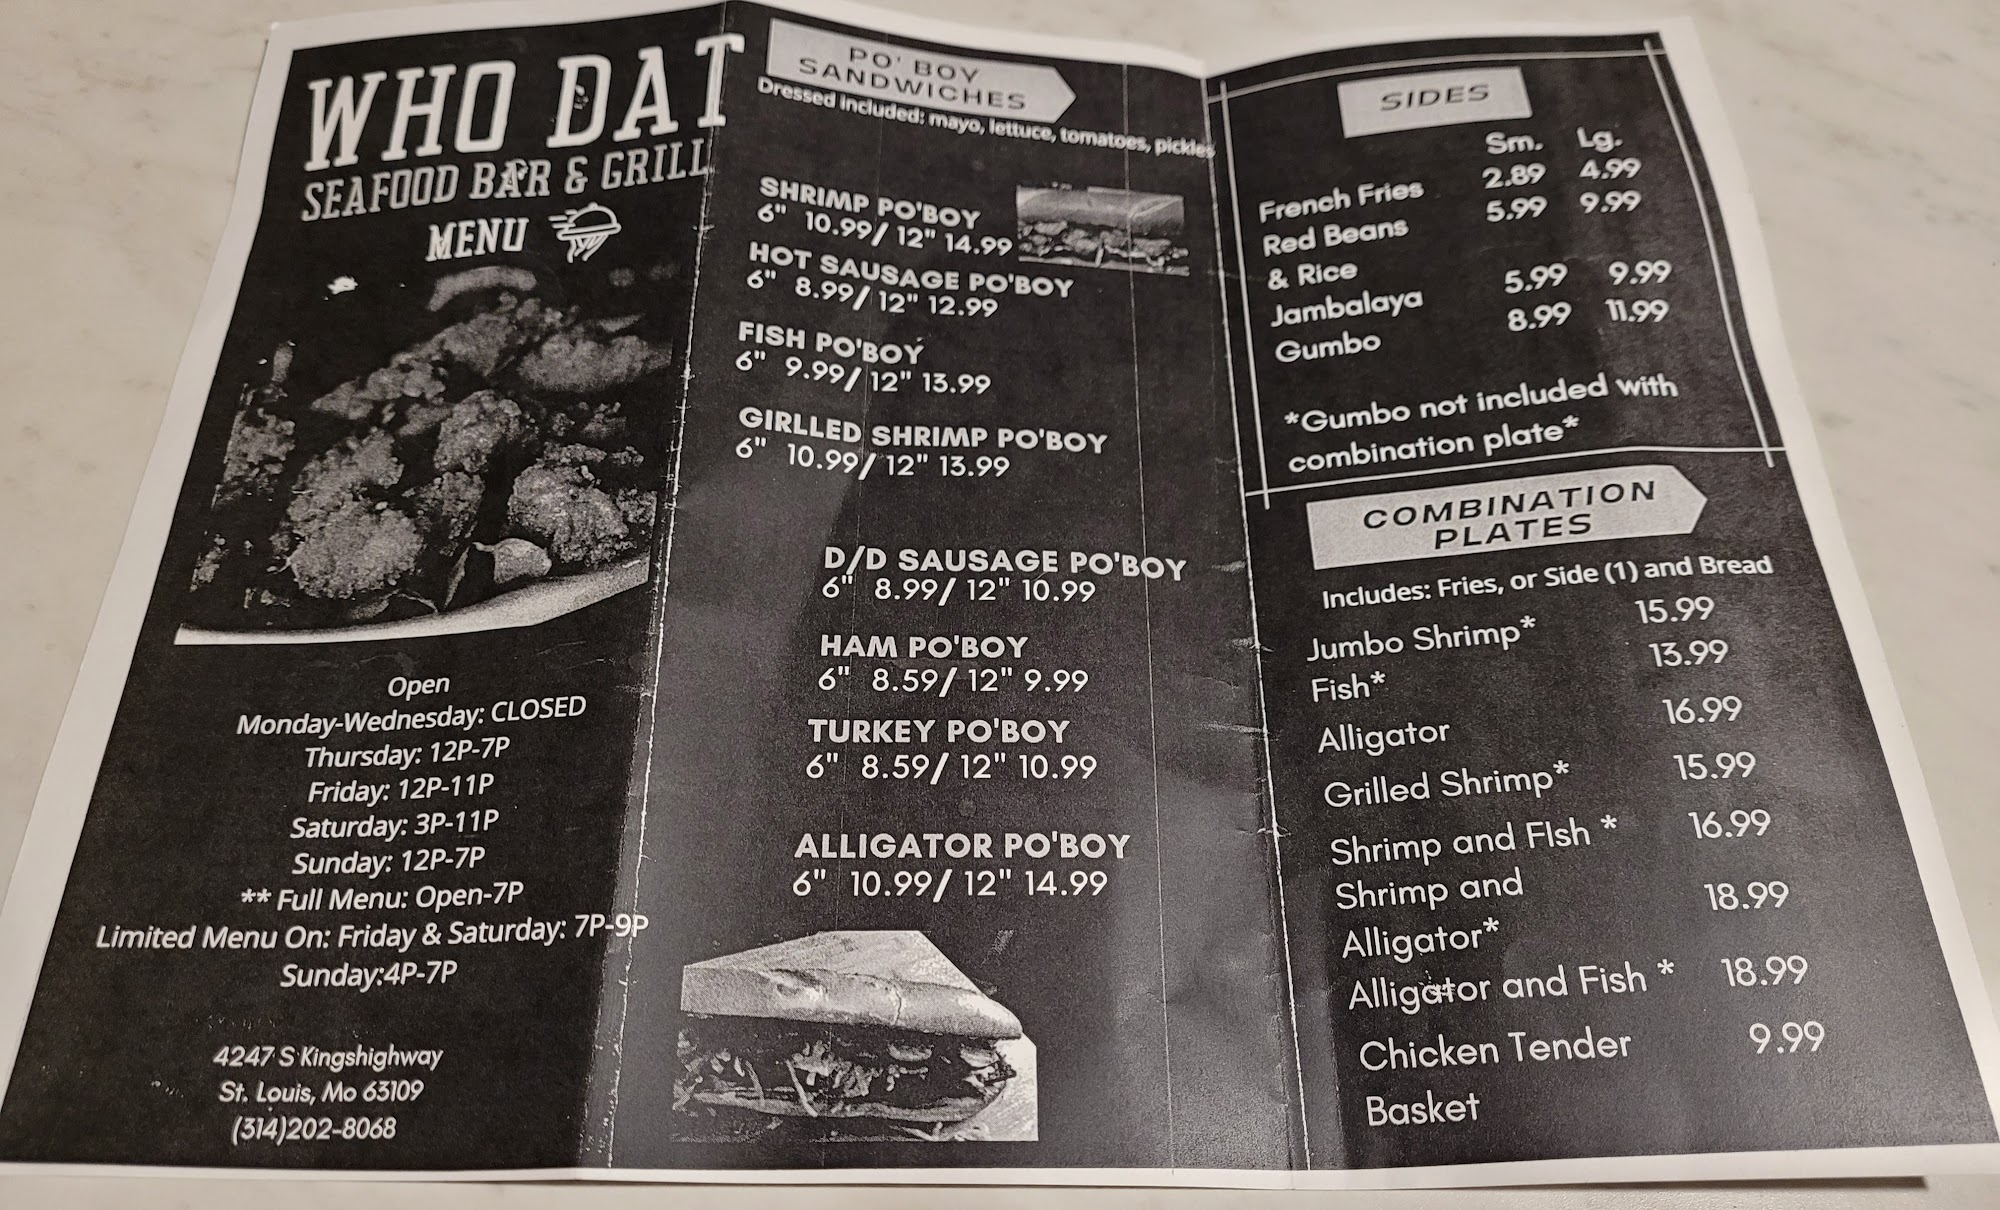 WHO DAT
SEAFOOD BAR & GRILL
MENU
Open
Monday-Wednesday: CLOSED
Thursday: 12P-7P
Friday: 12P-11P
Saturday: 3P-11P
Sunday: 12P-7P
** Full Menu: Open-7P
Limited Menu On: Friday & Saturday: 7P-9P
Sunday:4P-7P
4247 S Kingshighway
St. Louis, Mo 63109
(314)202-8068
PO' BOY
SANDWICHES
Dressed included: mayo, lettuce, tomatoes, pickles
SHRIMP PO'BOY
6" 10.99/ 12" 14.99
HOT SAUSAGE PO'BOY
6" 8.99/ 12" 12.99
FISH PO'BOY
6" 9.99/ 12" 13.99
GIRLLED SHRIMP PO'BOY
6" 10.99/ 12" 13.99
D/D SAUSAGE PO'BOY
6" 8.99/ 12" 10.99
HAM PO'BOY
6" 8.59/ 12" 9.99
TURKEY PO'BOY
6" 8.59/ 12" 10.99
ALLIGATOR PO'BOY
6" 10.99/ 12" 14.99
SIDES
Sm. Lg.
French Fries 2.89 4.99
Red Beans 5.99 9.99
& Rice
Jambalaya 5.99 9.99
Gumbo 8.99 11.99
*Gumbo not included with
combination plate*
COMBINATION
PLATES
Includes: Fries, or Side (1) and Bread
Jumbo Shrimp* 15.99
Fish* 13.99
Alligator 16.99
Grilled Shrimp* 15.99
Shrimp and FIsh * 16.99
Shrimp and
Alligator* 18.99
Alligator and Fish * 18.99
Chicken Tender 9.99
Basket